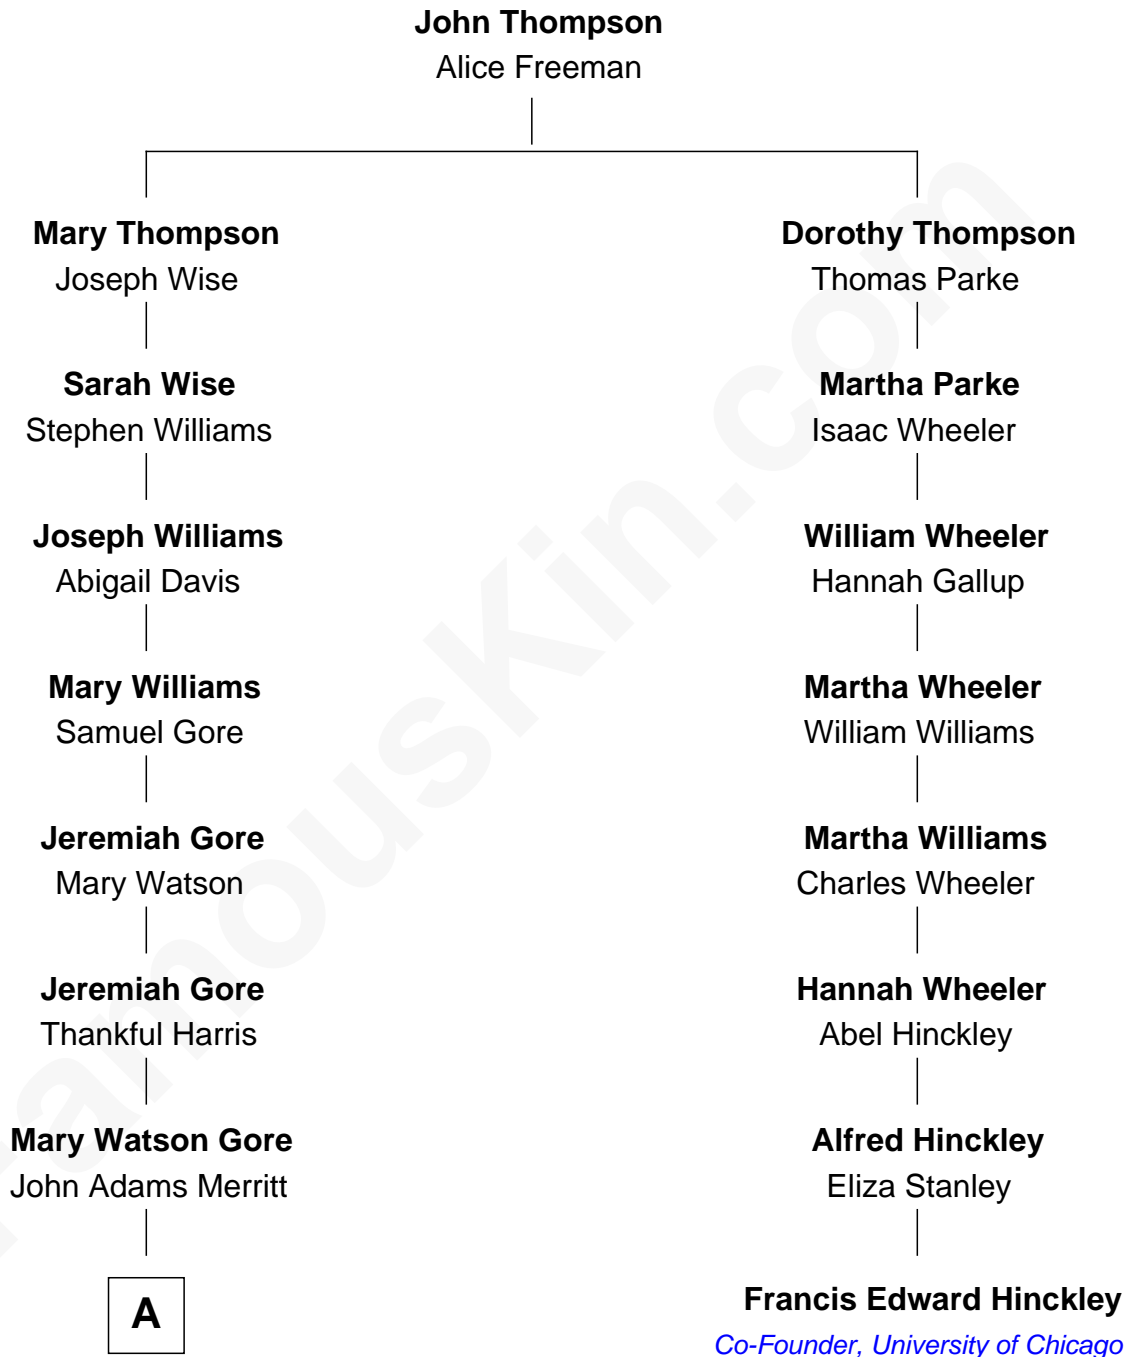 John Thompson
Alice Freeman
Mary Thompson
Joseph Wise
Sarah Wise
Stephen Williams
Joseph Williams
Abigail Davis
Mary Williams
Samuel Gore
Jeremiah Gore
Mary Watson
Jeremiah Gore
Thankful Harris
Mary Watson Gore
John Adams Merritt
A
Dorothy Thompson
Thomas Parke
Martha Parke
Isaac Wheeler
William Wheeler
Hannah Gallup
Martha Wheeler
William Williams
Martha Williams
Charles Wheeler
Hannah Wheeler
Abel Hinckley
Alfred Hinckley
Eliza Stanley
Francis Edward Hinckley
Co-Founder, University of Chicago
FamousKin.com